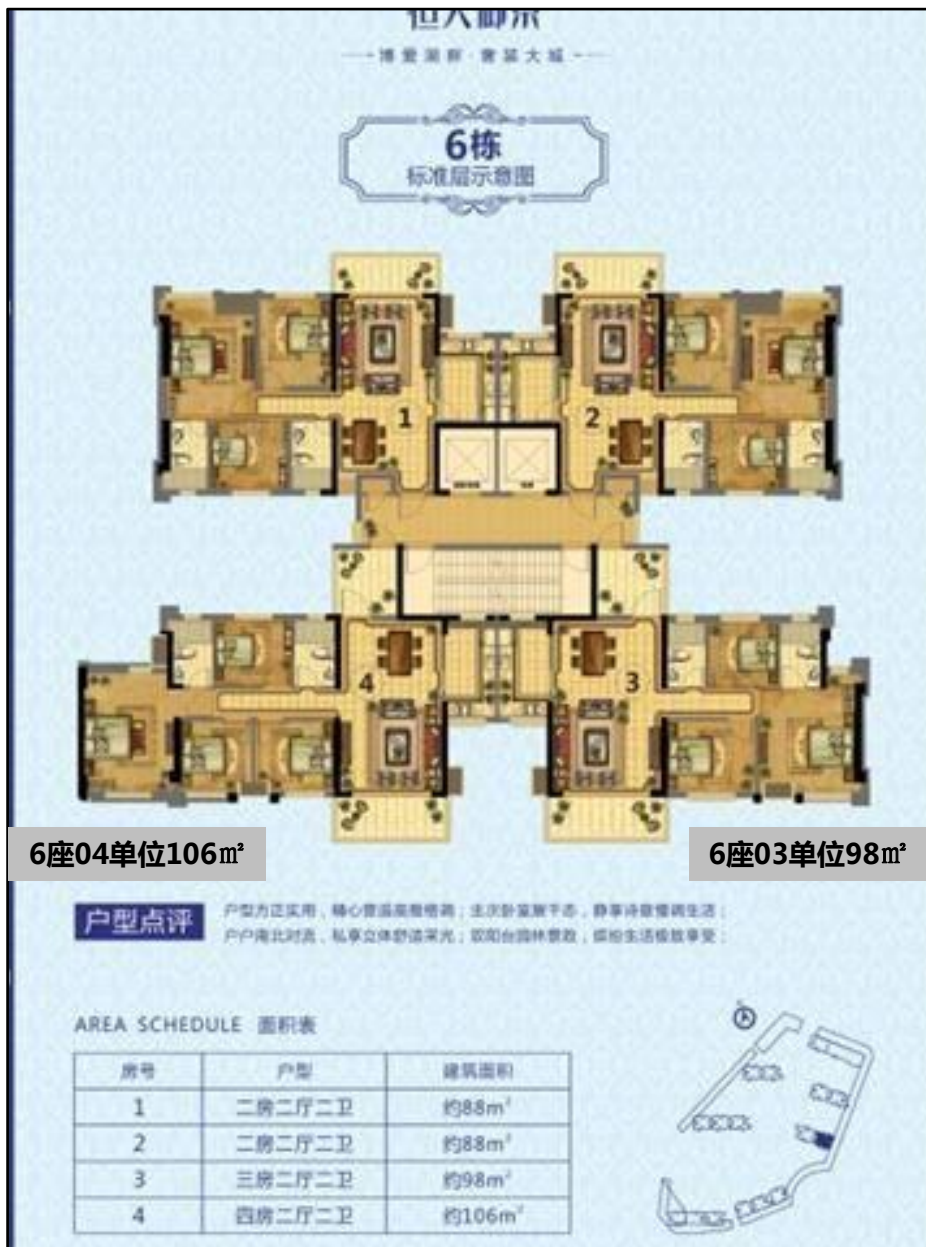 恒大御景
博爱湖畔·奢装大城
6栋
标准层示意图
1
2
4
3
6座04单位106㎡
6座03单位98㎡
户型点评
户型方正实用，精心营造高雅格调；主次卧室展千态，静享诗意慢调生活；
户户南北对流，私享立体舒适采光；双阳台园林景致，缤纷生活极致享受；
AREA SCHEDULE 面积表
房号 户型 建筑面积
1 二房二厅二卫 约88m²
2 二房二厅二卫 约88m²
3 三房二厅二卫 约98m²
4 四房二厅二卫 约106m²